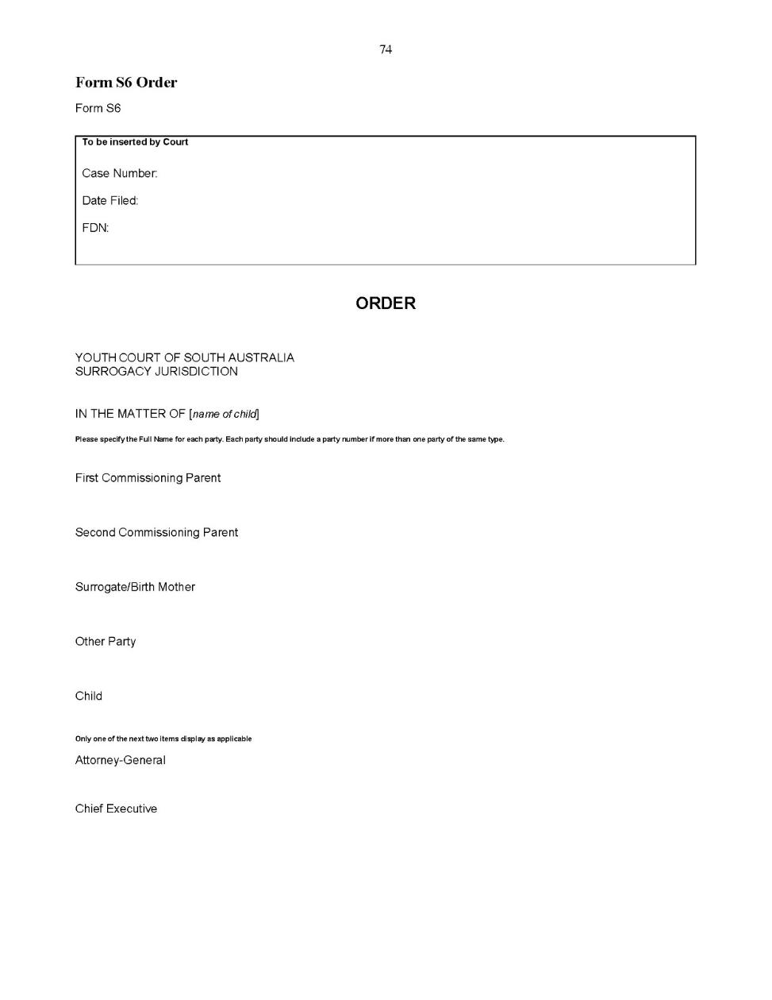 74
Form S6 Order
Form S6
To be inserted by Court
Case Number:
Date Filed:
FDN:
ORDER
YOUTH COURT OF SOUTH AUSTRALIA
SURROGACY JURISDICTION
IN THE MATTER OF [name of child]
Please specify the Full Name for each party. Each party should include a party number if more than one party of the same type.
First Commissioning Parent
Second Commissioning Parent
Surrogate/Birth Mother
Other Party
Child
Only one of the next two items display as applicable
Attorney-General
Chief Executive